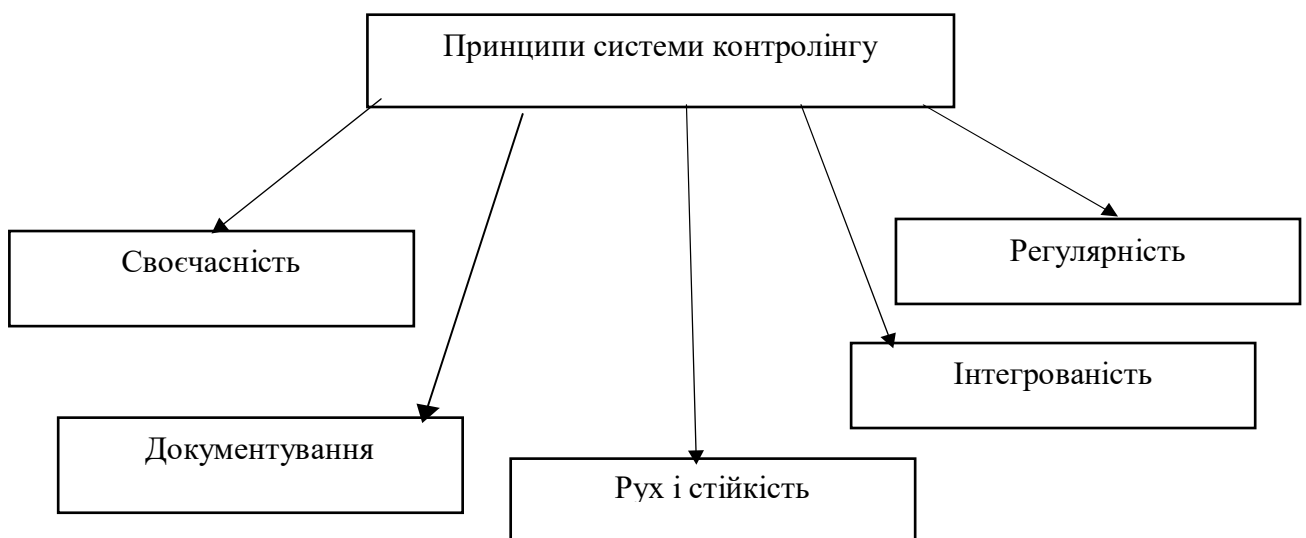 Принципи системи контролінгу
Своєчасність
Регулярність
Інтегрованість
Документування
Рух і стійкість